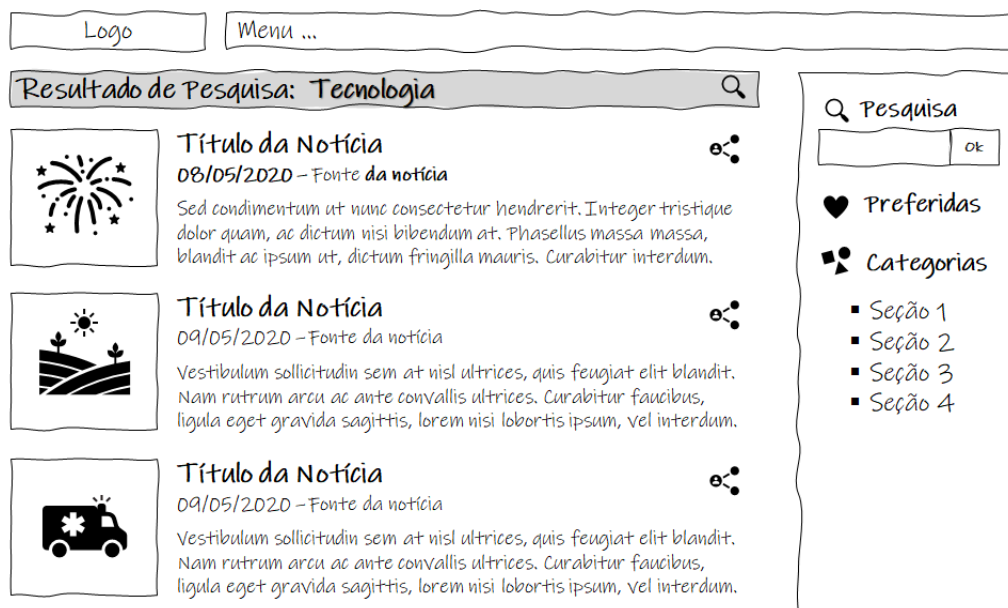 Logo
Menu ...
Resultado de Pesquisa: Tecnologia
Título da Notícia
08/05/2020 – Fonte da notícia
Sed condimentum ut nunc consectetur hendrerit. Integer tristique
dolor quam, ac dictum nisi bibendum at. Phasellus massa massa,
blandit ac ipsum ut, dictum fringilla mauris. Curabitur interdum.
Título da Notícia
09/05/2020 – Fonte da notícia
Vestibulum sollicitudin sem at nisl ultrices, quis feugiat elit blandit.
Nam rutrum arcu ac ante convallis ultrices. Curabitur faucibus,
ligula eget gravida sagittis, lorem nisi lobortis ipsum, vel interdum.
Título da Notícia
09/05/2020 – Fonte da notícia
Vestibulum sollicitudin sem at nisl ultrices, quis feugiat elit blandit.
Nam rutrum arcu ac ante convallis ultrices. Curabitur faucibus,
ligula eget gravida sagittis, lorem nisi lobortis ipsum, vel interdum.
Pesquisa
Ok
Preferidas
Categorias
▪ Seção 1
▪ Seção 2
▪ Seção 3
▪ Seção 4